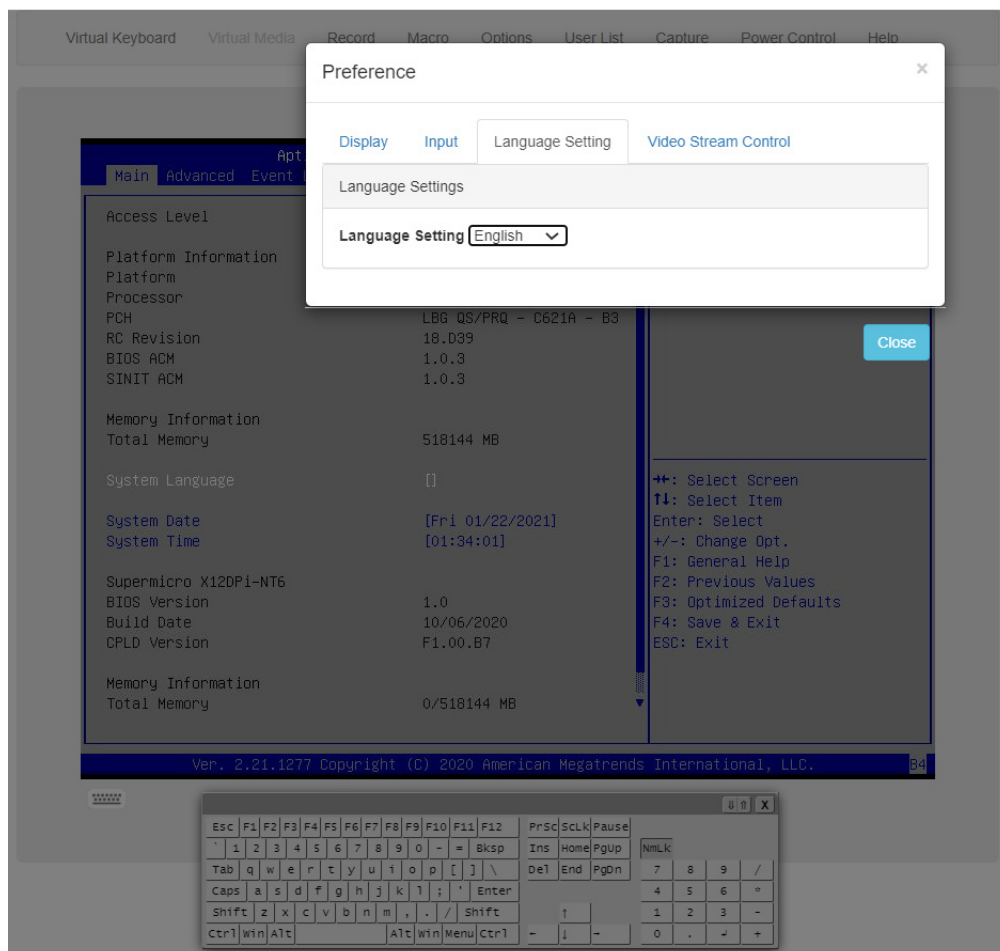 Virtual Keyboard Virtual Media Record Macro Options User List Capture Power Control Help
Preference ×
Display Input Language Setting Video Stream Control
Language Settings
Language Setting English
Close
Apt
Main Advanced Event
Access Level
Platform Information
Platform
Processor
PCH LBG QS/PRQ - C621A - B3
RC Revision 18.D39
BIOS ACM 1.0.3
SINIT ACM 1.0.3
Memory Information
Total Memory 518144 MB
System Language []
System Date [Fri 01/22/2021]
System Time [01:34:01]
Supermicro X12DPi-NT6
BIOS Version 1.0
Build Date 10/06/2020
CPLD Version F1.00.B7
Memory Information
Total Memory 0/518144 MB
→←: Select Screen
↑↓: Select Item
Enter: Select
+/-: Change Opt.
F1: General Help
F2: Previous Values
F3: Optimized Defaults
F4: Save & Exit
ESC: Exit
Ver. 2.21.1277 Copyright (C) 2020 American Megatrends International, LLC. B4
⇩ ⇧ X
Esc F1 F2 F3 F4 F5 F6 F7 F8 F9 F10 F11 F12 PrSc ScLk Pause
` 1 2 3 4 5 6 7 8 9 0 - = Bksp Ins Home PgUp NmLk
Tab q w e r t y u i o p [ ] \ Del End PgDn 7 8 9 /
Caps a s d f g h j k l ; ' Enter 4 5 6 *
Shift z x c v b n m , . / Shift ↑ 1 2 3 -
Ctrl Win Alt Alt Win Menu Ctrl ← ↓ → 0 . ↲ +